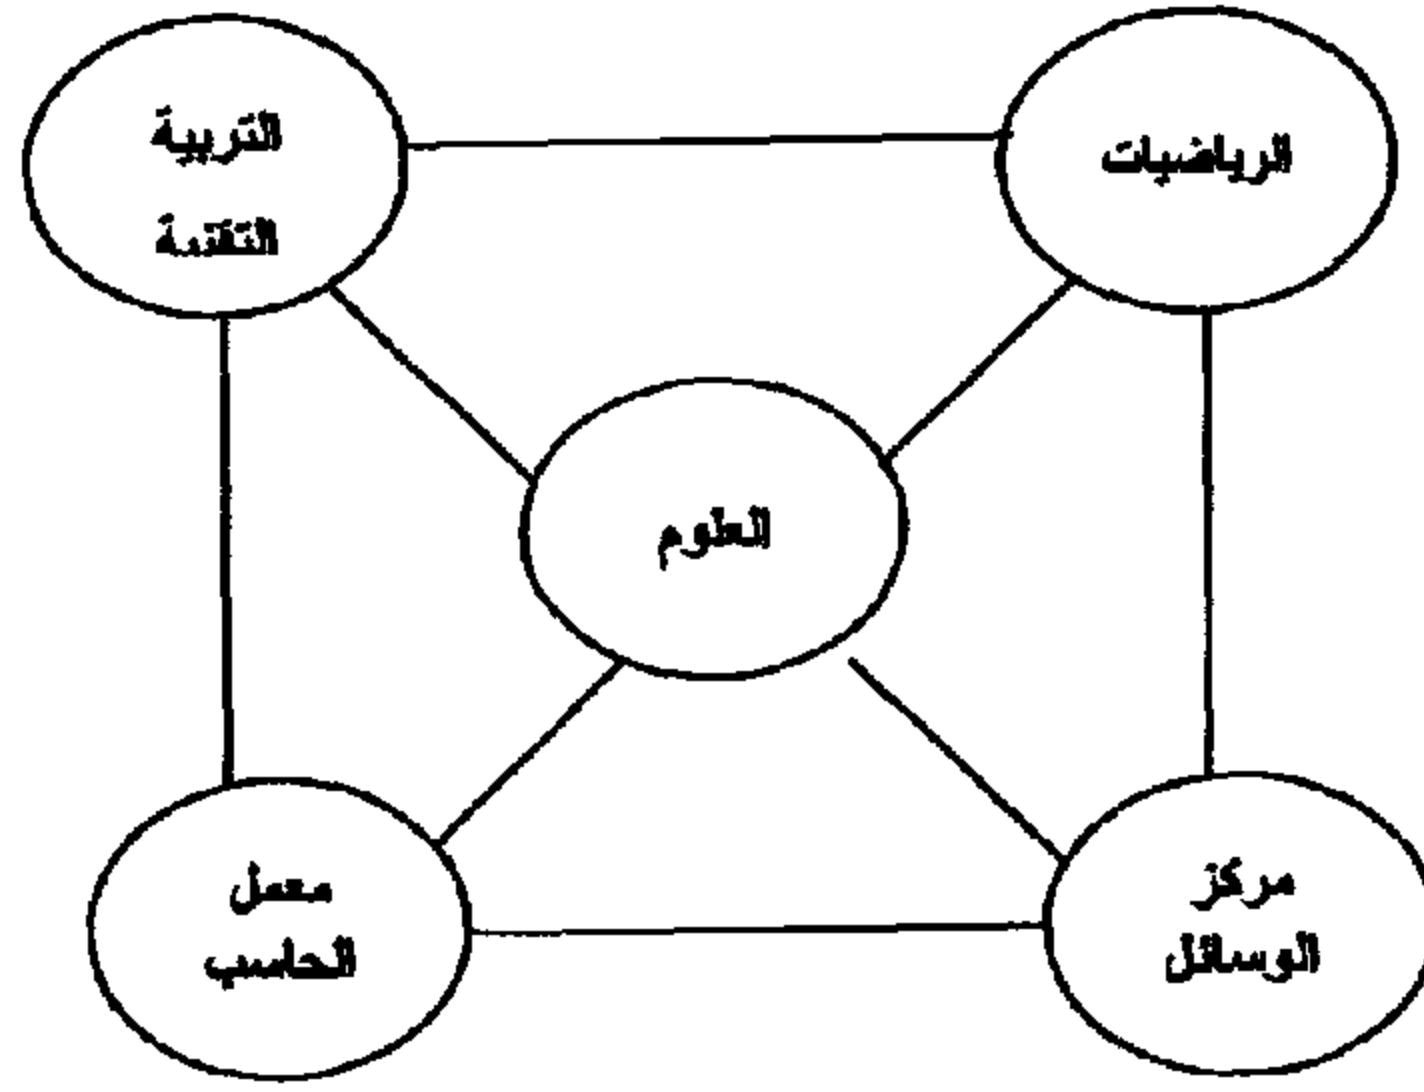 الرياضيات
التربية
التقنية
العلوم
مركز
الوسائل
معمل
الحاسب